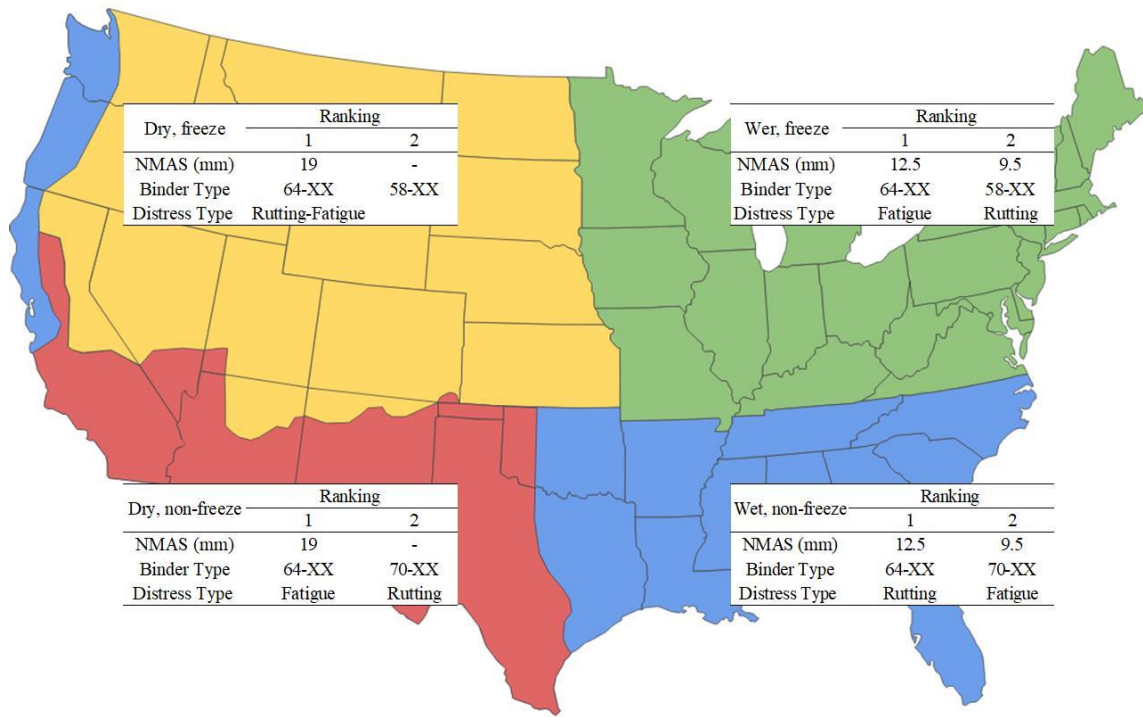 Dry, freeze Ranking
1 2
NMAS (mm) 19 -
Binder Type 64-XX 58-XX
Distress Type Rutting-Fatigue
Wer, freeze Ranking
1 2
NMAS (mm) 12.5 9.5
Binder Type 64-XX 58-XX
Distress Type Fatigue Rutting
Dry, non-freeze Ranking
1 2
NMAS (mm) 19 -
Binder Type 64-XX 70-XX
Distress Type Fatigue Rutting
Wet, non-freeze Ranking
1 2
NMAS (mm) 12.5 9.5
Binder Type 64-XX 70-XX
Distress Type Rutting Fatigue